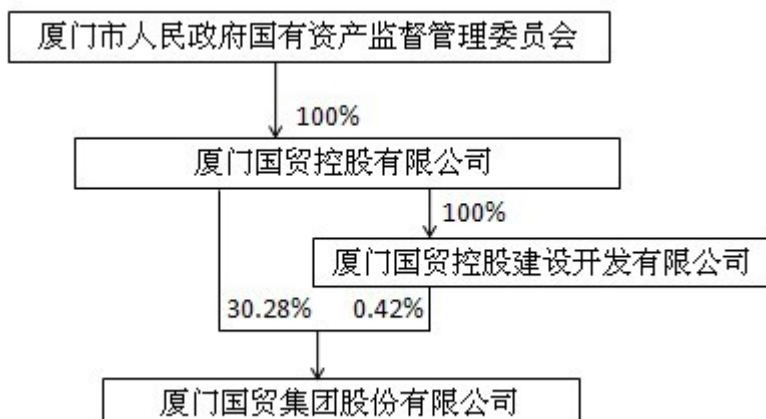 厦门市人民政府国有资产监督管理委员会
100%
厦门国贸控股有限公司
100%
厦门国贸控股建设开发有限公司
30.28%
0.42%
厦门国贸集团股份有限公司